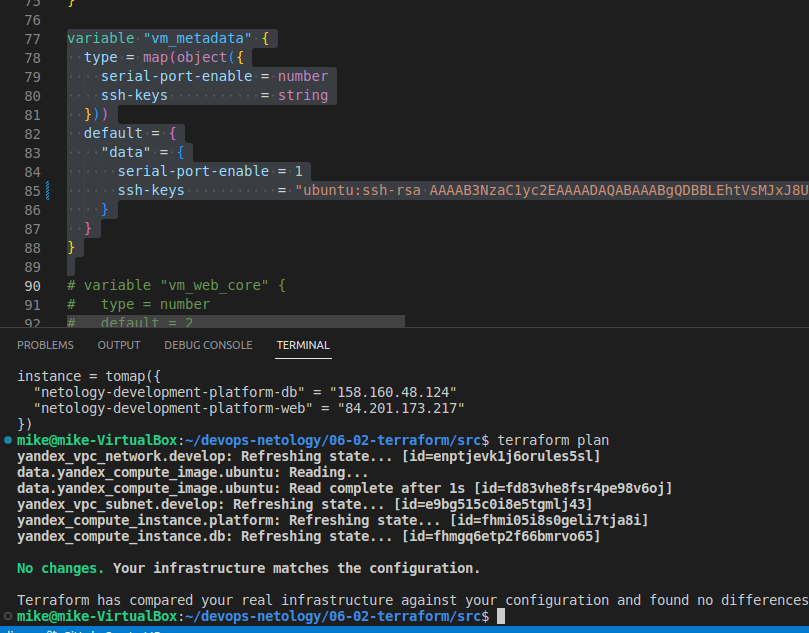 75 }
76
77 variable "vm_metadata" {
78 type = map(object({
79 serial-port-enable = number
80 ssh-keys = string
81 }))
82 default = {
83 "data" = {
84 serial-port-enable = 1
85 ssh-keys = "ubuntu:ssh-rsa AAAAB3NzaC1yc2EAAAADAQABAAABgQDBBLEhtVsMJxJ8U
86 }
87 }
88 }
89
90 # variable "vm_web_core" {
91 # type = number
92 # default = 2
PROBLEMS OUTPUT DEBUG CONSOLE TERMINAL
instance = tomap({
"netology-development-platform-db" = "158.160.48.124"
"netology-development-platform-web" = "84.201.173.217"
})
mike@mike-VirtualBox:~/devops-netology/06-02-terraform/src$ terraform plan
yandex_vpc_network.develop: Refreshing state... [id=enptjevk1j6orules5sl]
data.yandex_compute_image.ubuntu: Reading...
data.yandex_compute_image.ubuntu: Read complete after 1s [id=fd83vhe8fsr4pe98v6oj]
yandex_vpc_subnet.develop: Refreshing state... [id=e9bg515c0i8e5tgmlj43]
yandex_compute_instance.platform: Refreshing state... [id=fhmi05i8s0geli7tja8i]
yandex_compute_instance.db: Refreshing state... [id=fhmgq6etp2f66bmrvo65]
No changes. Your infrastructure matches the configuration.
Terraform has compared your real infrastructure against your configuration and found no differences
mike@mike-VirtualBox:~/devops-netology/06-02-terraform/src$